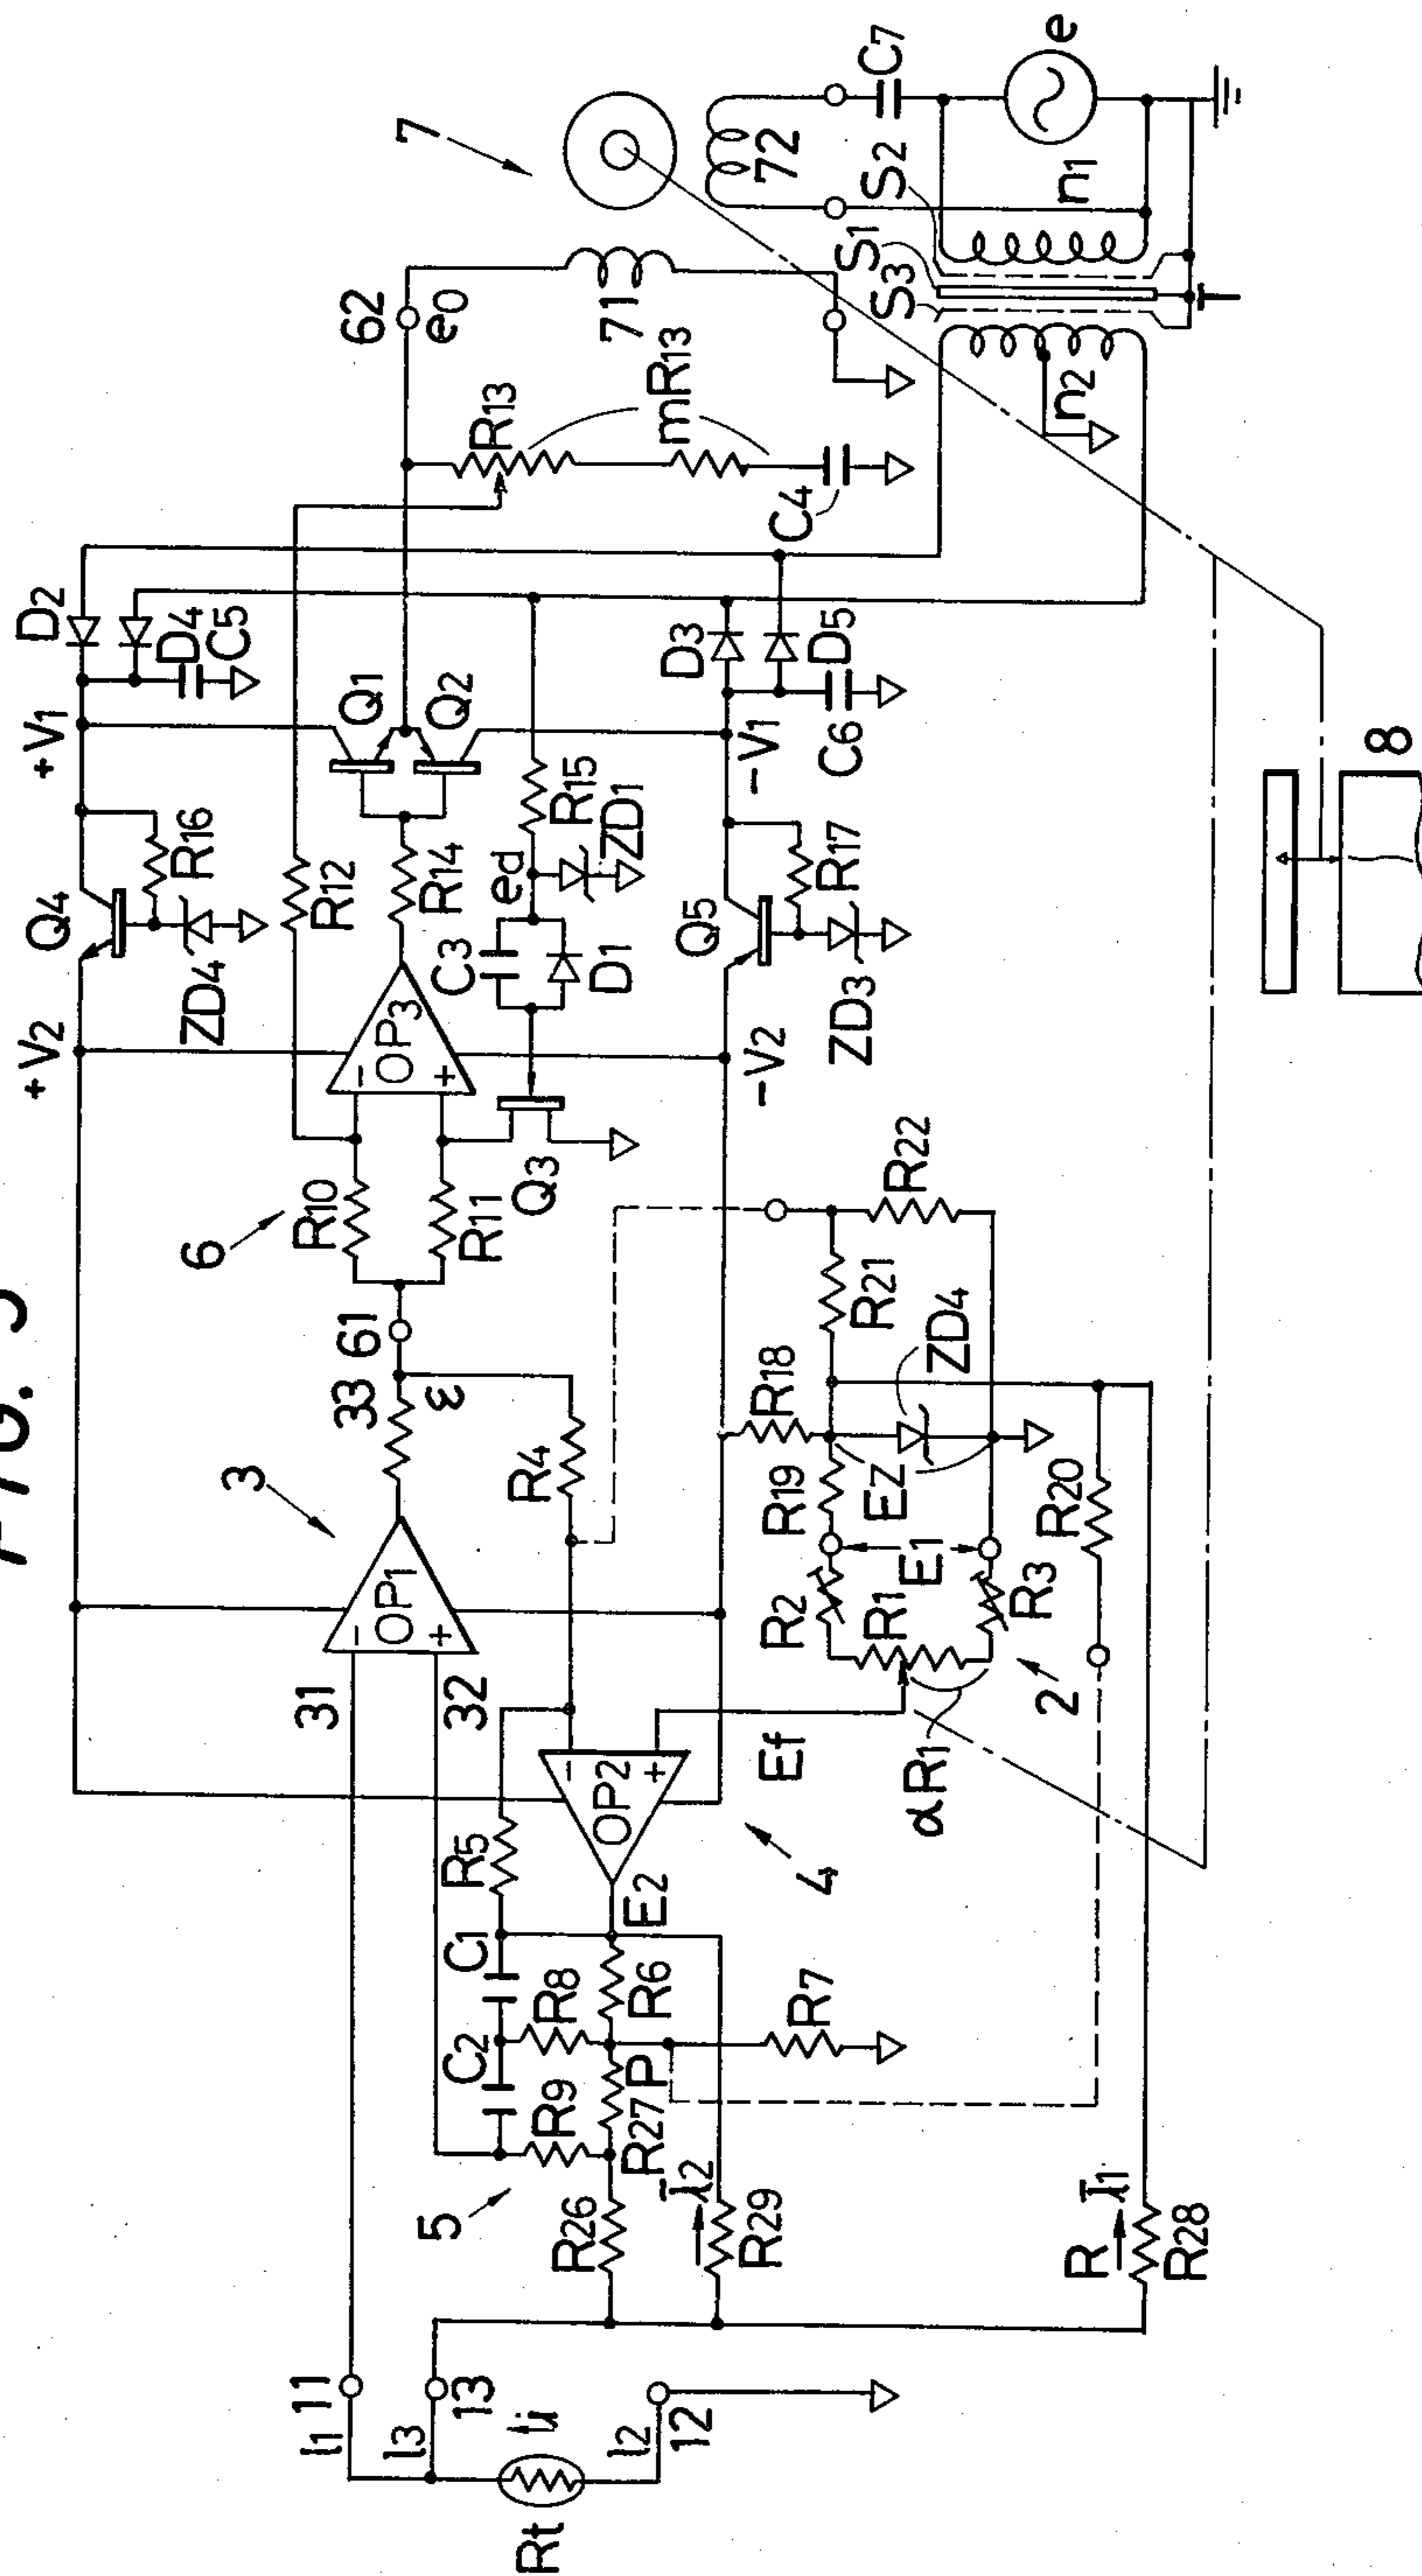 FIG. 5
+V2
+V1
Q4
D2
R16
ZD4
D4
C5
3
6
R10
R12
Q1
Q2
62
e0
7
31
32
OP1
-
+
33
61
ε
R11
OP3
-
+
R14
R13
mR13
71
72
C7
e
l1
11
l3
13
i
Rt
l2
12
5
C2
C1
R5
R4
R9
R8
R26
R27
P
R6
E2
OP2
-
+
4
Q3
C3
D1
ed
R15
ZD1
Q5
R17
ZD3
-V2
-V1
D3
D5
C6
C4
S1
S2
S3
n1
n2
i2
R29
R7
Ef
αR1
R2
R1
R3
E1
R19
R18
EZ
ZD4
R21
R22
2
R20
R
i1
R28
8